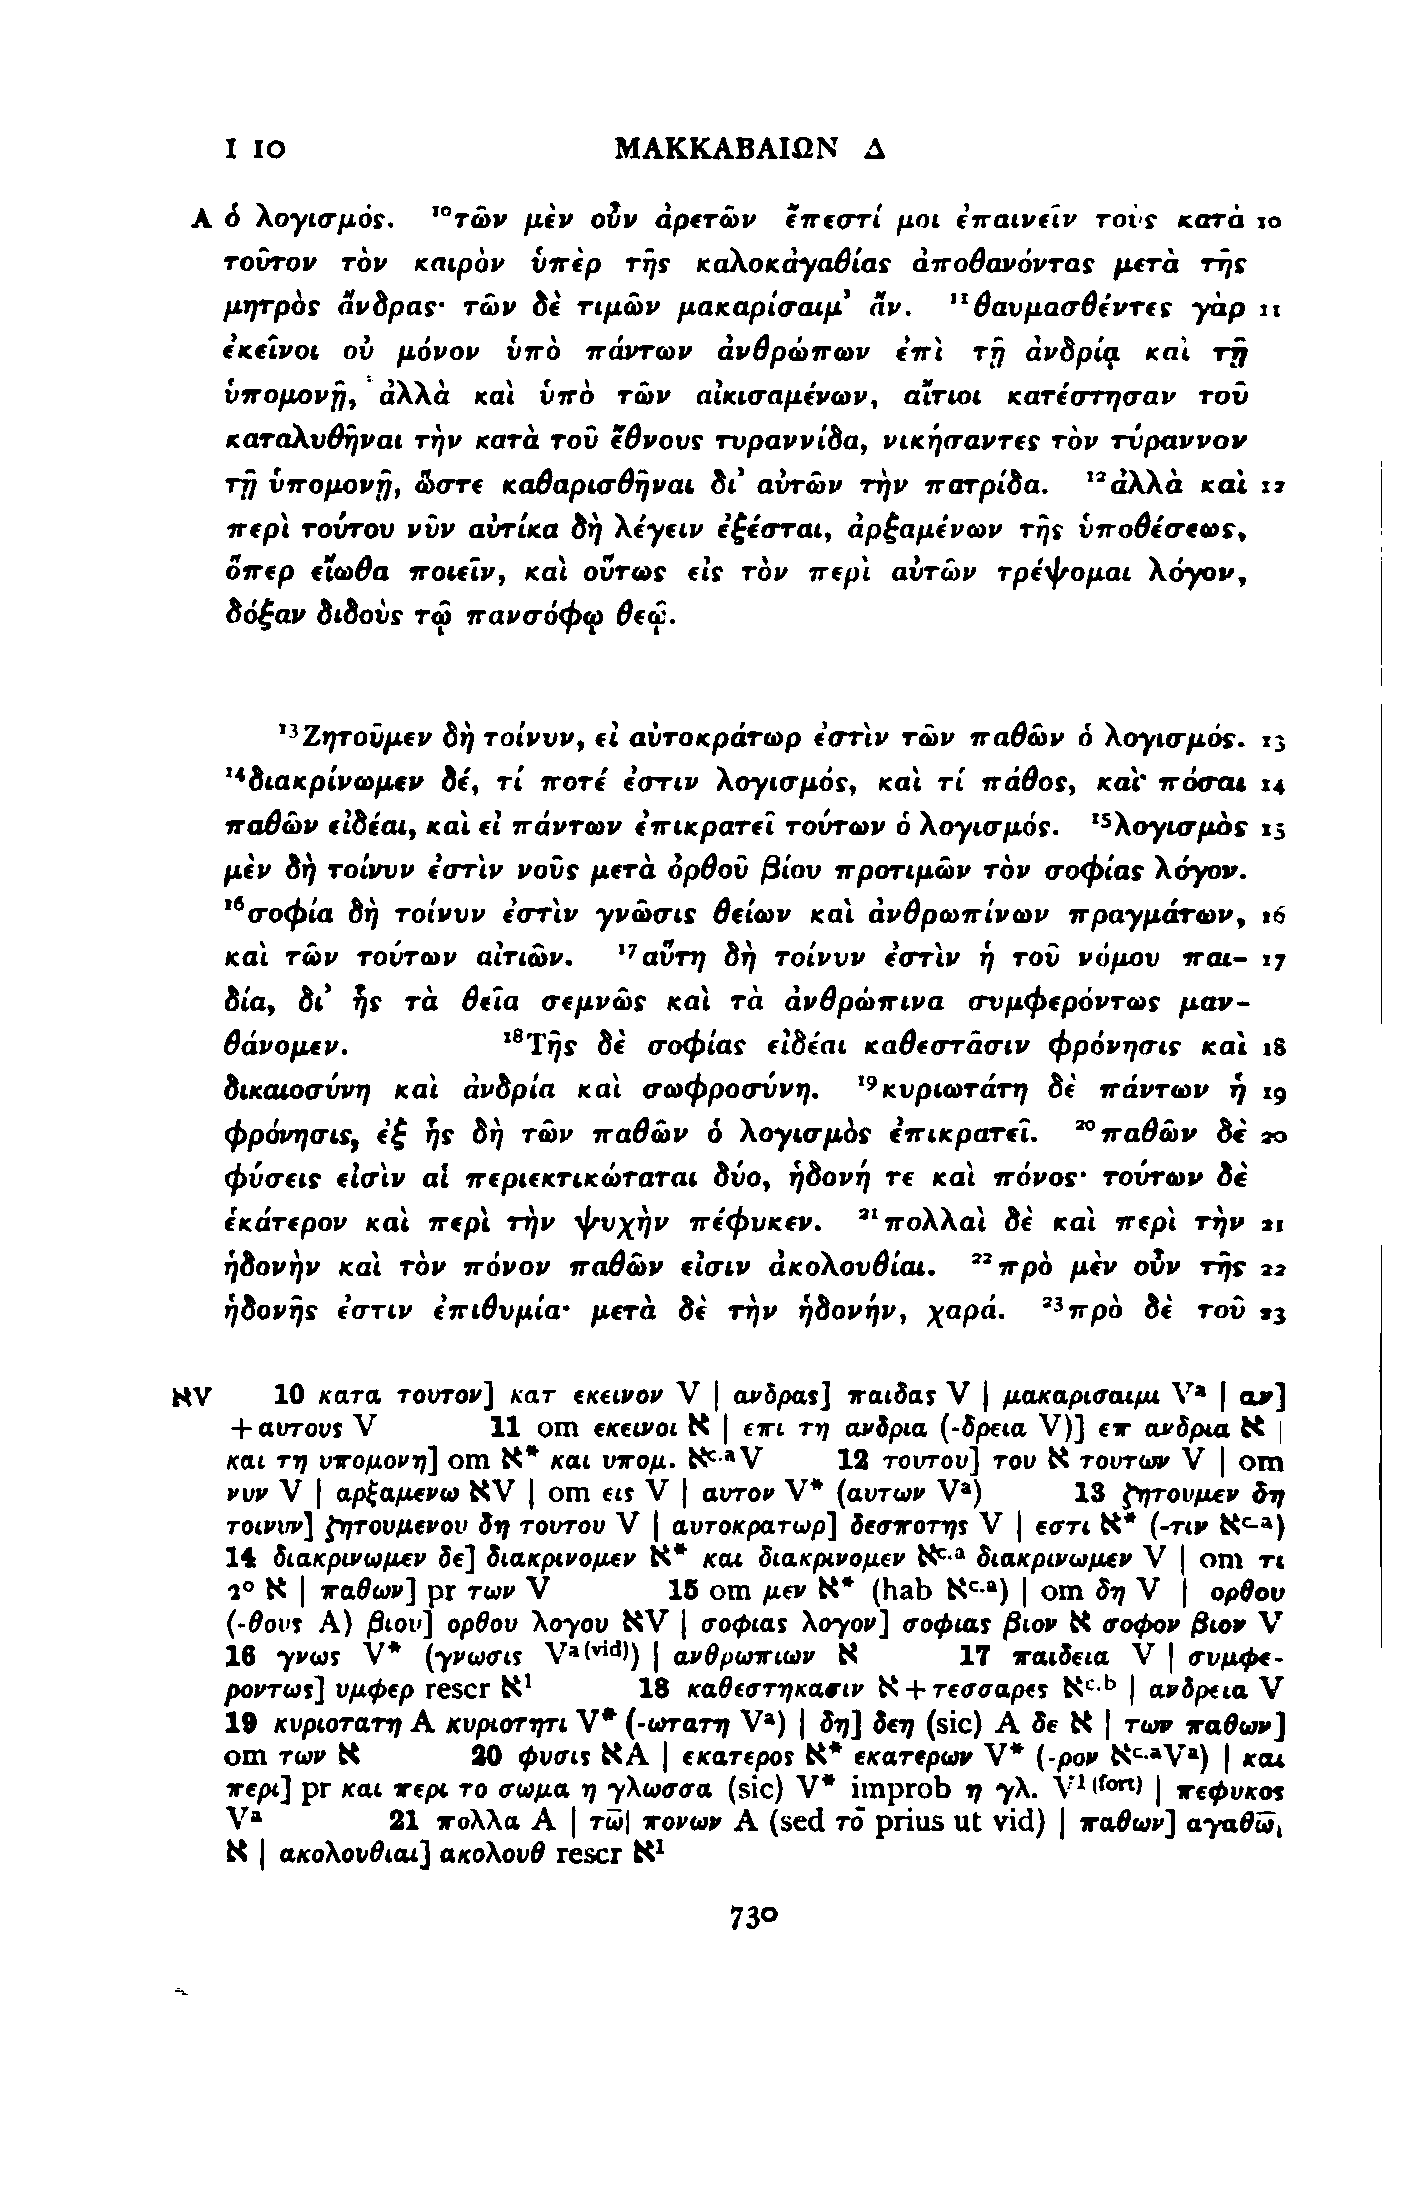 I 10 ΜΑΚΚΑΒΑΙΩΝ Δ
A ὁ λογισμός. ¹⁰τῶν μὲν οὖν ἀρετῶν ἔπεστί μοι ἐπαινεῖν τοὺς κατὰ 10
τοῦτον τὸν καιρὸν ὑπὲρ τῆς καλοκἀγαθίας ἀποθανόντας μετὰ τῆς
μητρὸς ἄνδρας· τῶν δὲ τιμῶν μακαρίσαιμ’ ἄν. ¹¹θαυμασθέντες γὰρ 11
ἐκεῖνοι οὐ μόνον ὑπὸ πάντων ἀνθρώπων ἐπὶ τῇ ἀνδρίᾳ καὶ τῇ
ὑπομονῇ, ἀλλὰ καὶ ὑπὸ τῶν αἰκισαμένων, αἴτιοι κατέστησαν τοῦ
καταλυθῆναι τὴν κατὰ τοῦ ἔθνους τυραννίδα, νικήσαντες τὸν τύραννον
τῇ ὑπομονῇ, ὥστε καθαρισθῆναι δι’ αὐτῶν τὴν πατρίδα. ¹²ἀλλὰ καὶ 12
περὶ τούτου νῦν αὐτίκα δὴ λέγειν ἐξέσται, ἀρξαμένων τῆς ὑποθέσεως,
ὅπερ εἴωθα ποιεῖν, καὶ οὕτως εἰς τὸν περὶ αὐτῶν τρέψομαι λόγον,
δόξαν διδοὺς τῷ πανσόφῳ θεῷ.
¹³Ζητοῦμεν δὴ τοίνυν, εἰ αὐτοκράτωρ ἐστὶν τῶν παθῶν ὁ λογισμός. 13
¹⁴διακρίνωμεν δέ, τί ποτέ ἐστιν λογισμός, καὶ τί πάθος, καὶ πόσαι 14
παθῶν εἰδέαι, καὶ εἰ πάντων ἐπικρατεῖ τούτων ὁ λογισμός. ¹⁵λογισμὸς 15
μὲν δὴ τοίνυν ἐστὶν νοῦς μετὰ ὀρθοῦ βίου προτιμῶν τὸν σοφίας λόγον.
¹⁶σοφία δὴ τοίνυν ἐστὶν γνῶσις θείων καὶ ἀνθρωπίνων πραγμάτων, 16
καὶ τῶν τούτων αἰτιῶν. ¹⁷αὕτη δὴ τοίνυν ἐστὶν ἡ τοῦ νόμου παι- 17
δία, δι’ ἧς τὰ θεῖα σεμνῶς καὶ τὰ ἀνθρώπινα συμφερόντως μαν-
θάνομεν. ¹⁸Τῆς δὲ σοφίας εἰδέαι καθεστᾶσιν φρόνησις καὶ 18
δικαιοσύνη καὶ ἀνδρία καὶ σωφροσύνη. ¹⁹κυριωτάτη δὲ πάντων ἡ 19
φρόνησις, ἐξ ἧς δὴ τῶν παθῶν ὁ λογισμὸς ἐπικρατεῖ. ²⁰παθῶν δὲ 20
φύσεις εἰσὶν αἱ περιεκτικώταται δύο, ἡδονή τε καὶ πόνος· τούτων δὲ
ἑκάτερον καὶ περὶ τὴν ψυχὴν πέφυκεν. ²¹πολλαὶ δὲ καὶ περὶ τὴν 21
ἡδονὴν καὶ τὸν πόνον παθῶν εἰσιν ἀκολουθίαι. ²²πρὸ μὲν οὖν τῆς 22
ἡδονῆς ἐστιν ἐπιθυμία· μετὰ δὲ τὴν ἡδονήν, χαρά. ²³πρὸ δὲ τοῦ 23
אV 10 κατα τουτον] κατ εκεινον V | ανδρας] παιδας V | μακαρισαιμι Vᵃ | αν]
+αυτους V 11 om εκεινοι א | επι τη ανδρια (-δρεια V)] επ ανδρια א |
και τη υπομονη] om א* και υπομ. אᶜ·ᵃV 12 τουτου] του א τουτων V | om
νυν V | αρξαμενω אV | om εις V | αυτον V* (αυτων Vᵃ) 13 ζητουμεν δη
τοινυν] ζητουμενου δη τουτου V | αυτοκρατωρ] δεσποτης V | εστι א* (-τιν אᶜ·ᵃ)
14 διακρινωμεν δε] διακρινομεν א* και διακρινομεν אᶜ·ᵃ διακρινωμεν V | om τι
2º א | παθων] pr των V 15 om μεν א* (hab אᶜ·ᵃ) | om δη V | ορθου
(-θους A) βιου] ορθου λογου אV | σοφιας λογον] σοφιας βιον א σοφον βιον V
16 γνως V* (γνωσις Vᵃ⁽ᵛⁱᵈ⁾) | ανθρωπιων א 17 παιδεια V | συμφε-
ροντως] υμφερ rescr א¹ 18 καθεστηκασιν א+τεσσαρες אᶜ·ᵇ | ανδρεια V
19 κυριοτατη A κυριοτητι V* (-ωτατη Vᵃ) | δη] δεη (sic) A δε א | των παθων]
om των א 20 φυσις אA | εκατερος א* εκατερων V* (-ρον אᶜ·ᵃVᵃ) | και
περι] pr και περι το σωμα η γλωσσα (sic) V* improb η γλ. V¹⁽ᶠᵒʳᵗ⁾ | πεφυκος
Vᵃ 21 πολλα A | τω̅| πονων A (sed το̅ prius ut vid) | παθων] αγαθω̅ι
א | ακολουθιαι] ακολουθ rescr א¹
730